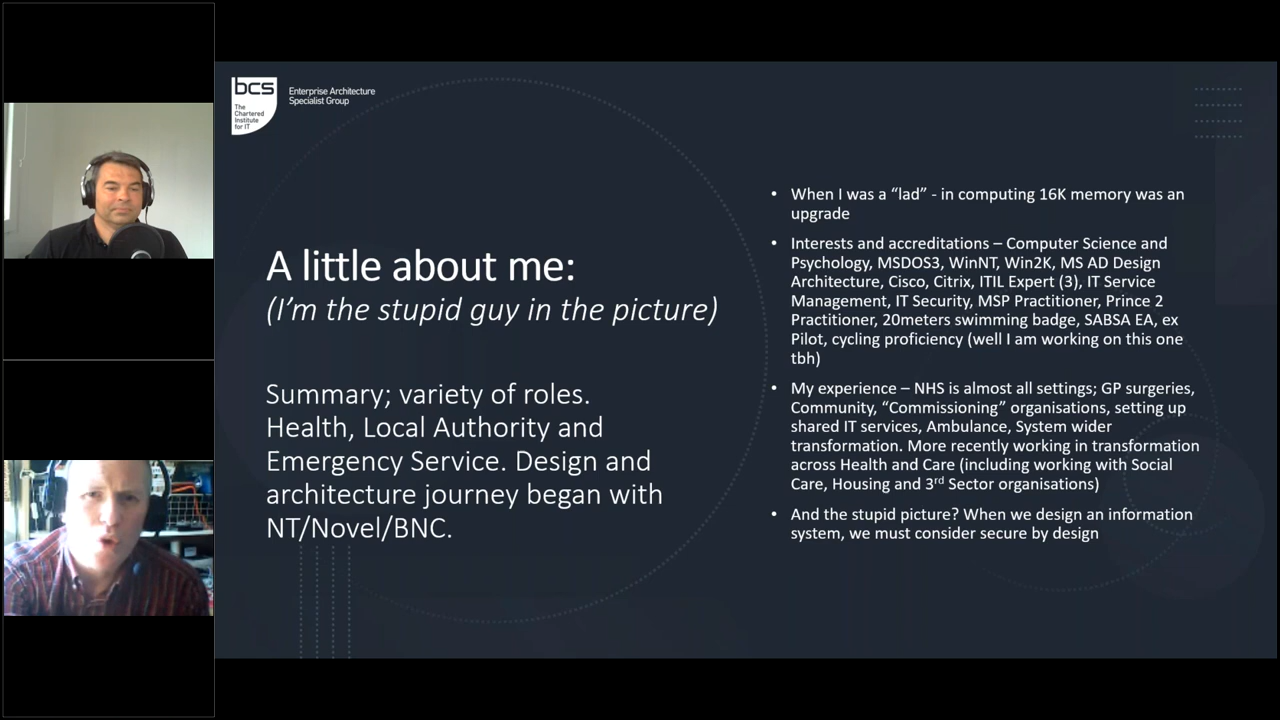 bcs
The
Chartered
Institute
for IT
Enterprise Architecture
Specialist Group
A little about me:
(I'm the stupid guy in the picture)
Summary; variety of roles.
Health, Local Authority and
Emergency Service. Design and
architecture journey began with
NT/Novel/BNC.
• When I was a “lad” - in computing 16K memory was an
upgrade
• Interests and accreditations – Computer Science and
Psychology, MSDOS3, WinNT, Win2K, MS AD Design
Architecture, Cisco, Citrix, ITIL Expert (3), IT Service
Management, IT Security, MSP Practitioner, Prince 2
Practitioner, 20meters swimming badge, SABSA EA, ex
Pilot, cycling proficiency (well I am working on this one
tbh)
• My experience – NHS is almost all settings; GP surgeries,
Community, “Commissioning” organisations, setting up
shared IT services, Ambulance, System wider
transformation. More recently working in transformation
across Health and Care (including working with Social
Care, Housing and 3rd Sector organisations)
• And the stupid picture? When we design an information
system, we must consider secure by design